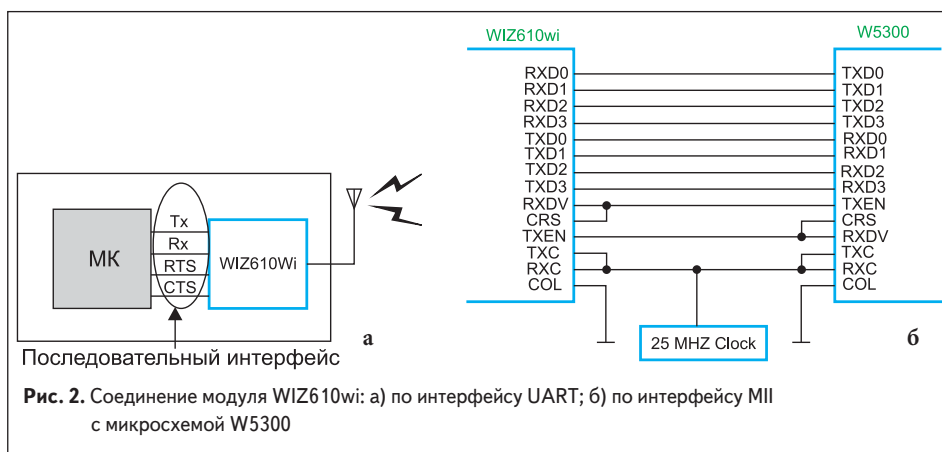 WIZ610wi
W5300
RXD0 TXD0
RXD1 TXD1
RXD2 TXD2
RXD3 TXD3
TXD0 RXD0
TXD1 RXD1
TXD2 RXD2
TXD3 RXD3
RXDV TXEN
CRS CRS
TXEN RXDV
TXC TXC
RXC RXC
COL COL
25 MHZ Clock
б
МК
Tx
Rx
RTS
CTS
WIZ610Wi
а
Последовательный интерфейс
Рис. 2. Соединение модуля WIZ610wi: а) по интерфейсу UART; б) по интерфейсу MII
с микросхемой W5300